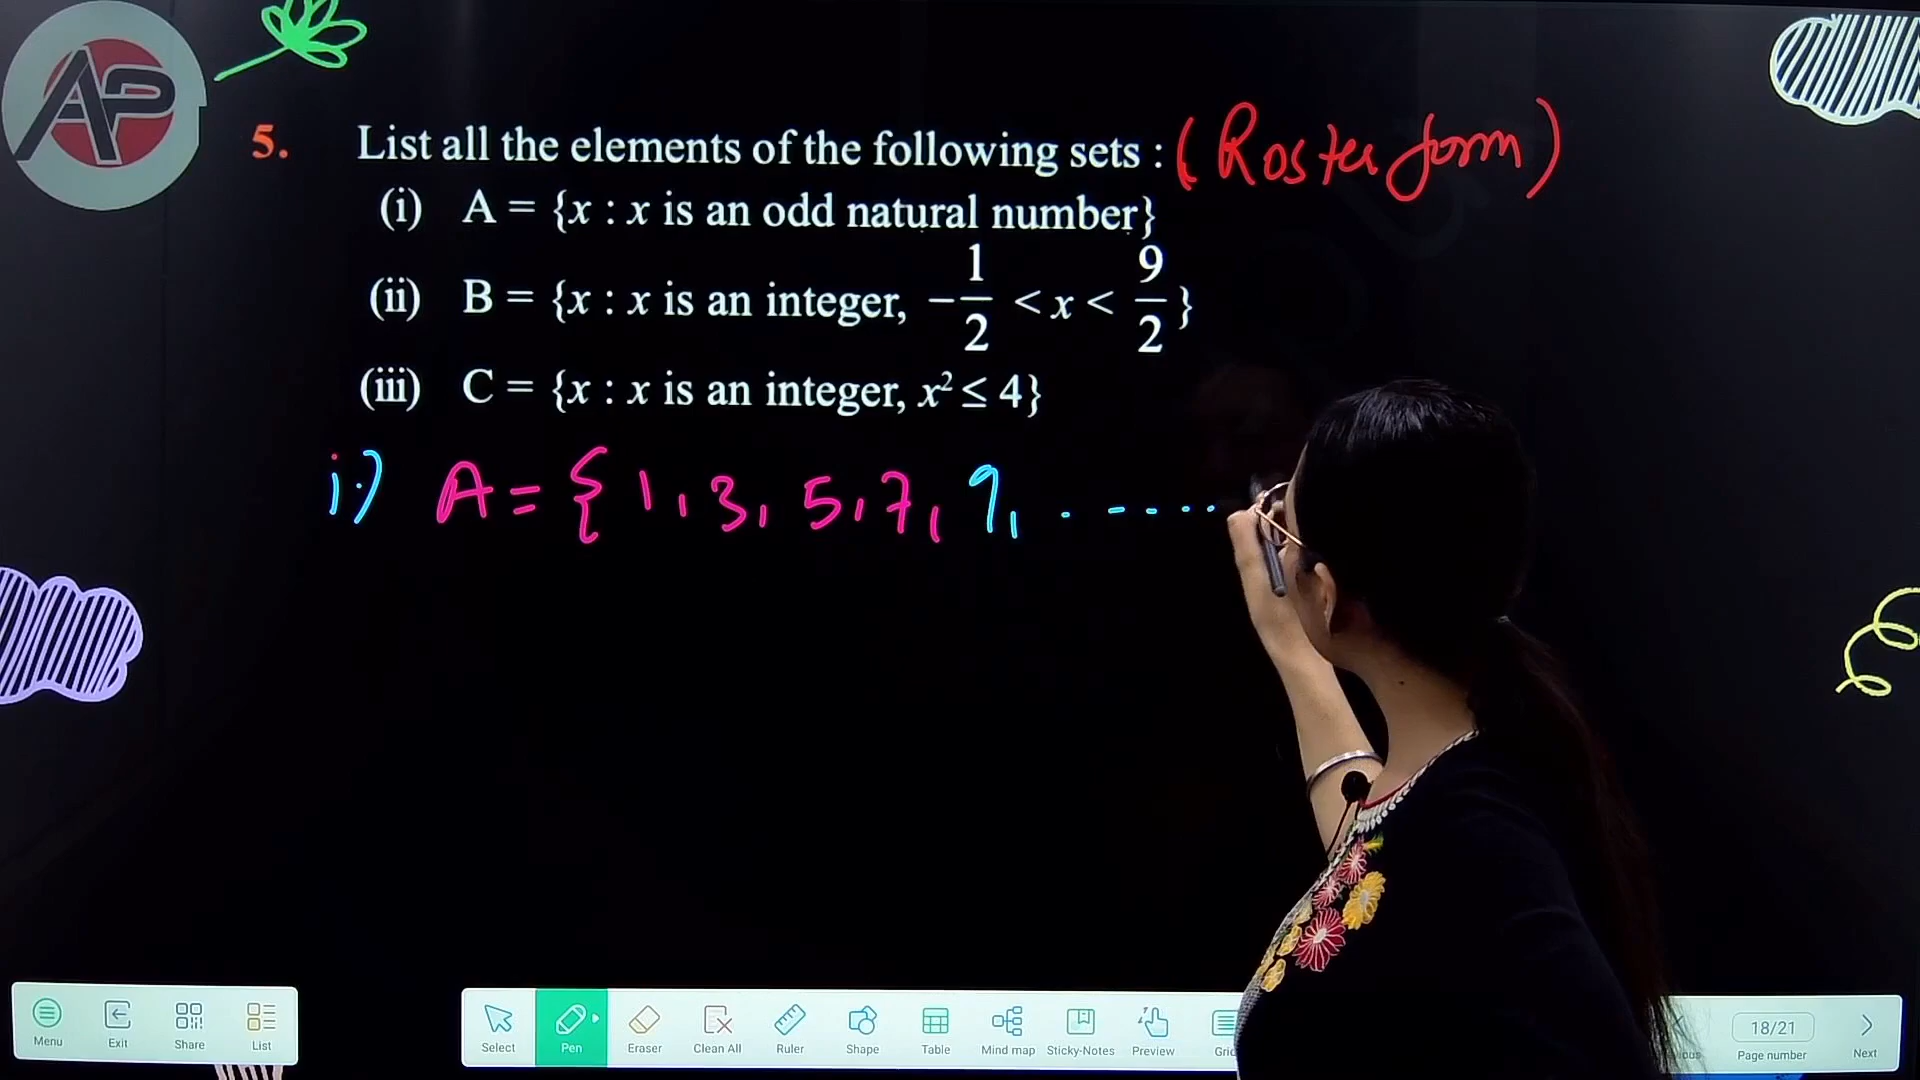 AP
5. List all the elements of the following sets : (Roster form)
(i) A = {x : x is an odd natural number}
(ii) B = {x : x is an integer, -1/2 < x < 9/2}
(iii) C = {x : x is an integer, x² ≤ 4}
i) A = { 1, 3, 5, 7, 9, ......
Menu Exit Share List Select Pen Eraser Clean All Ruler Shape Table Mind map Sticky-Notes Preview 18/21 Page number Next